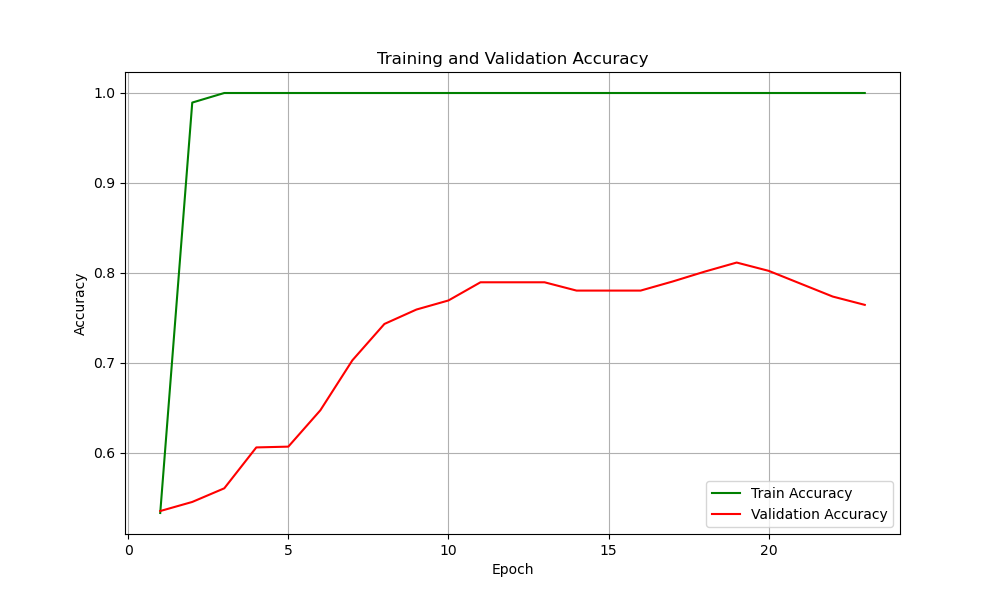 Training and Validation Accuracy
1.0
0.9
0.8
0.7
0.6
Accuracy
0
5
10
15
20
Epoch
Train Accuracy
Validation Accuracy